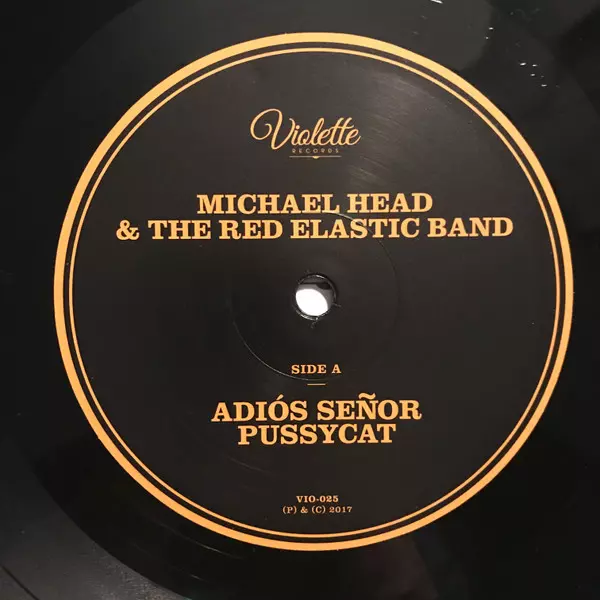 Violette
RECORDS
MICHAEL HEAD
& THE RED ELASTIC BAND
SIDE A
ADIÓS SEÑOR
PUSSYCAT
VIO-025
(P) & (C) 2017